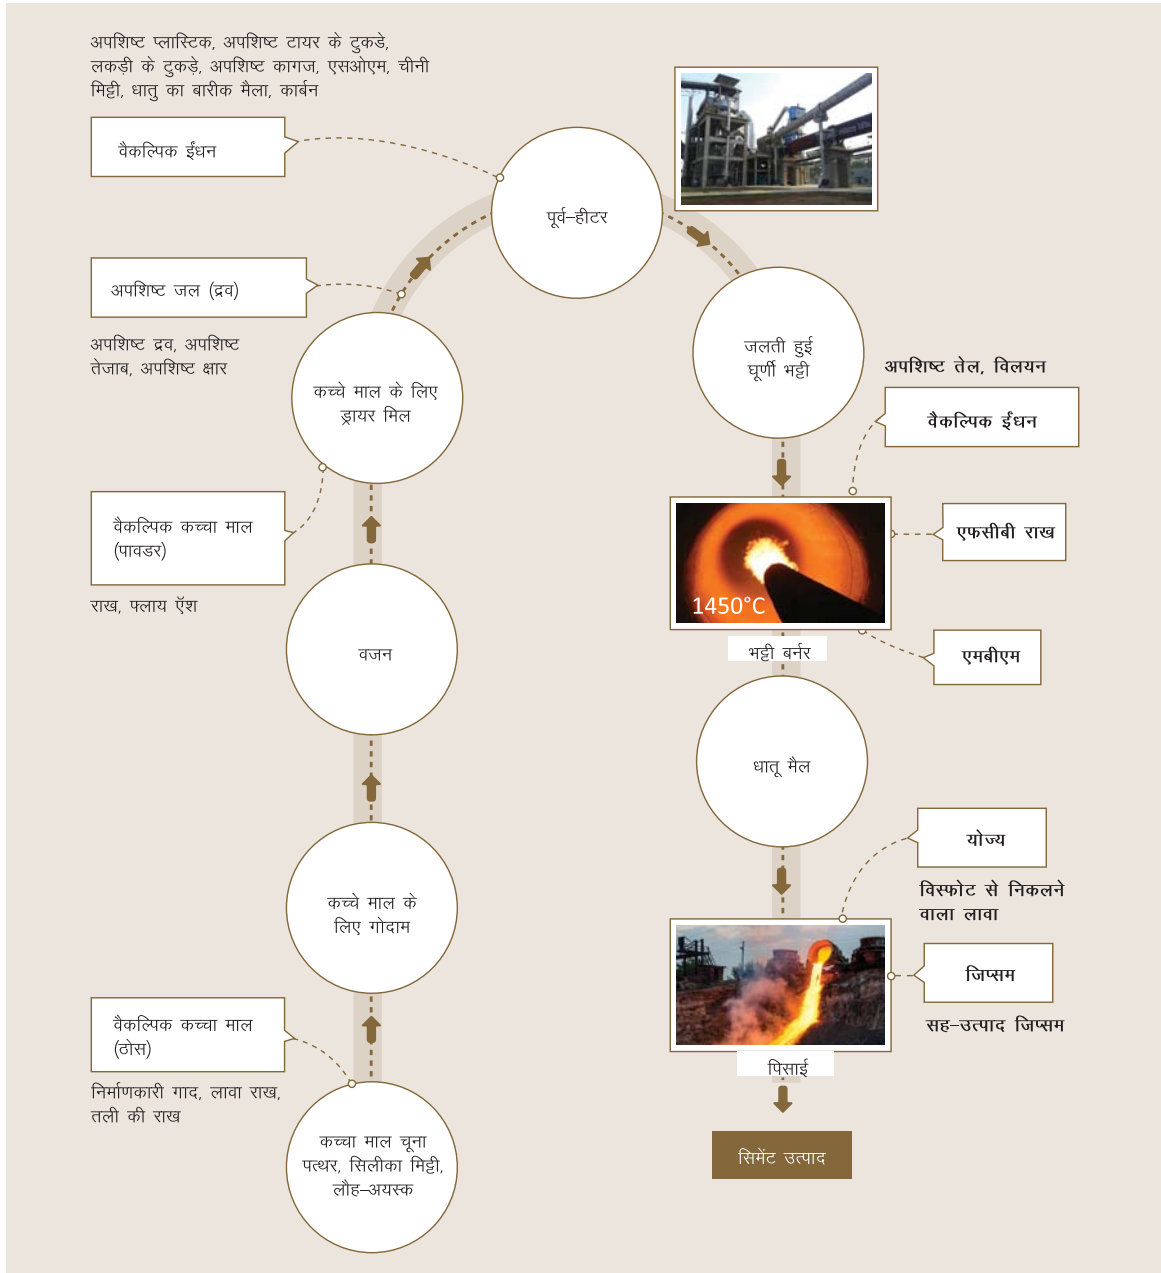 अपशिष्ट प्लास्टिक, अपशिष्ट टायर के टुकडे,
लकड़ी के टुकड़े, अपशिष्ट कागज, एसओएम, चीनी
मिट्टी, धातु का बारीक मैला, कार्बन
वैकल्पिक ईंधन
पूर्व–हीटर
अपशिष्ट जल (द्रव)
अपशिष्ट द्रव, अपशिष्ट
तेजाब, अपशिष्ट क्षार
कच्चे माल के लिए
ड्रायर मिल
वैकल्पिक कच्चा माल
(पावडर)
राख, फ्लाय ऍश
वजन
कच्चे माल के
लिए गोदाम
वैकल्पिक कच्चा माल
(ठोस)
निर्माणकारी गाद, लावा राख,
तली की राख
कच्चा माल चूना
पत्थर, सिलीका मिट्टी,
लौह–अयस्क
जलती हुई
घूर्णी भट्टी
अपशिष्ट तेल, विलयन
वैकल्पिक ईंधन
एफसीबी राख
1450°C
भट्टी बर्नर
एमबीएम
धातू मैल
योज्य
विस्फोट से निकलने
वाला लावा
जिप्सम
सह–उत्पाद जिप्सम
पिसाई
सिमेंट उत्पाद